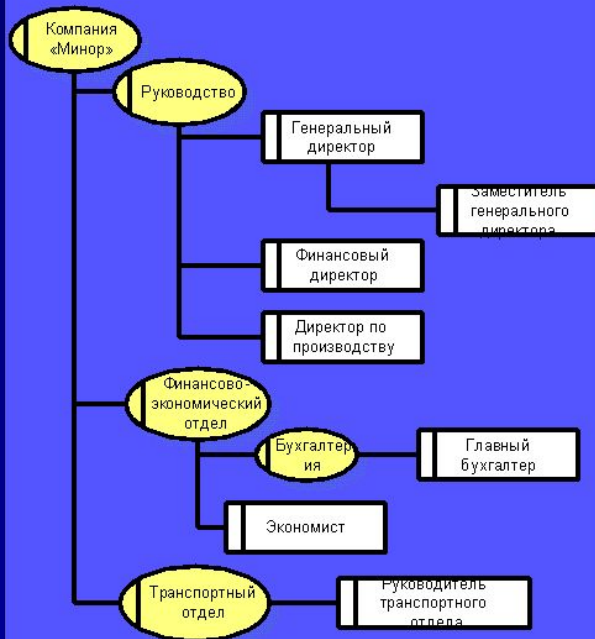 Компания
«Минор»
Руководство
Генеральный
директор
Заместитель
генерального
директора
Финансовый
директор
Директор по
производству
Финансово-
экономический
отдел
Бухгалтер
ия
Главный
бухгалтер
Экономист
Транспортный
отдел
Руководитель
транспортного
отдела